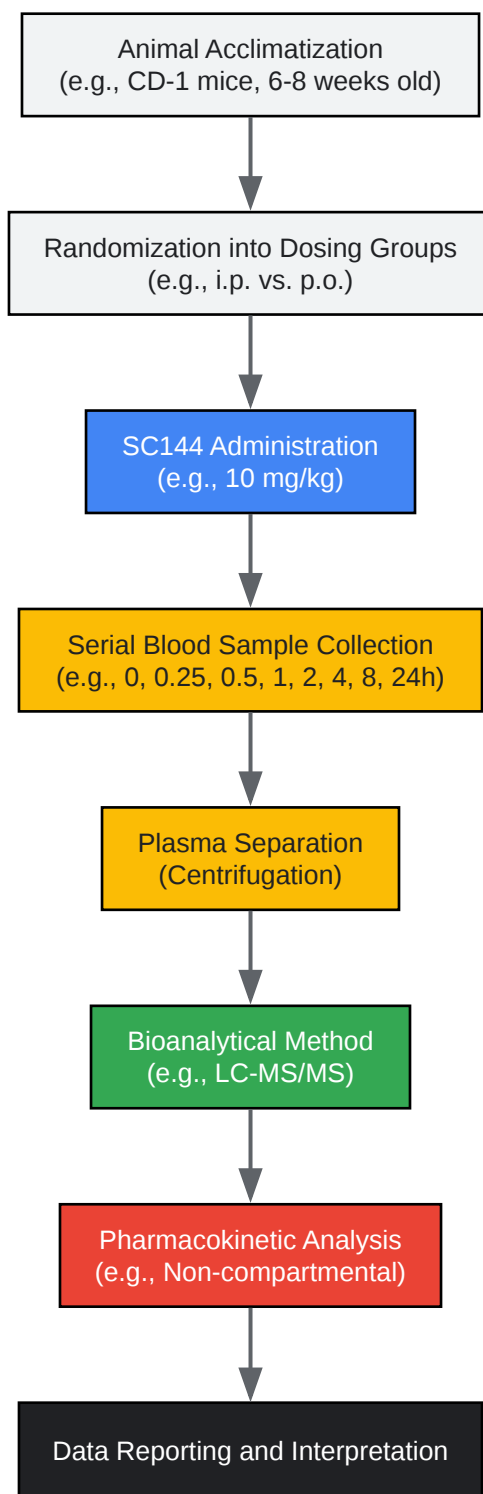 Animal Acclimatization
(e.g., CD-1 mice, 6-8 weeks old)
Randomization into Dosing Groups
(e.g., i.p. vs. p.o.)
SC144 Administration
(e.g., 10 mg/kg)
Serial Blood Sample Collection
(e.g., 0, 0.25, 0.5, 1, 2, 4, 8, 24h)
Plasma Separation
(Centrifugation)
Bioanalytical Method
(e.g., LC-MS/MS)
Pharmacokinetic Analysis
(e.g., Non-compartmental)
Data Reporting and Interpretation